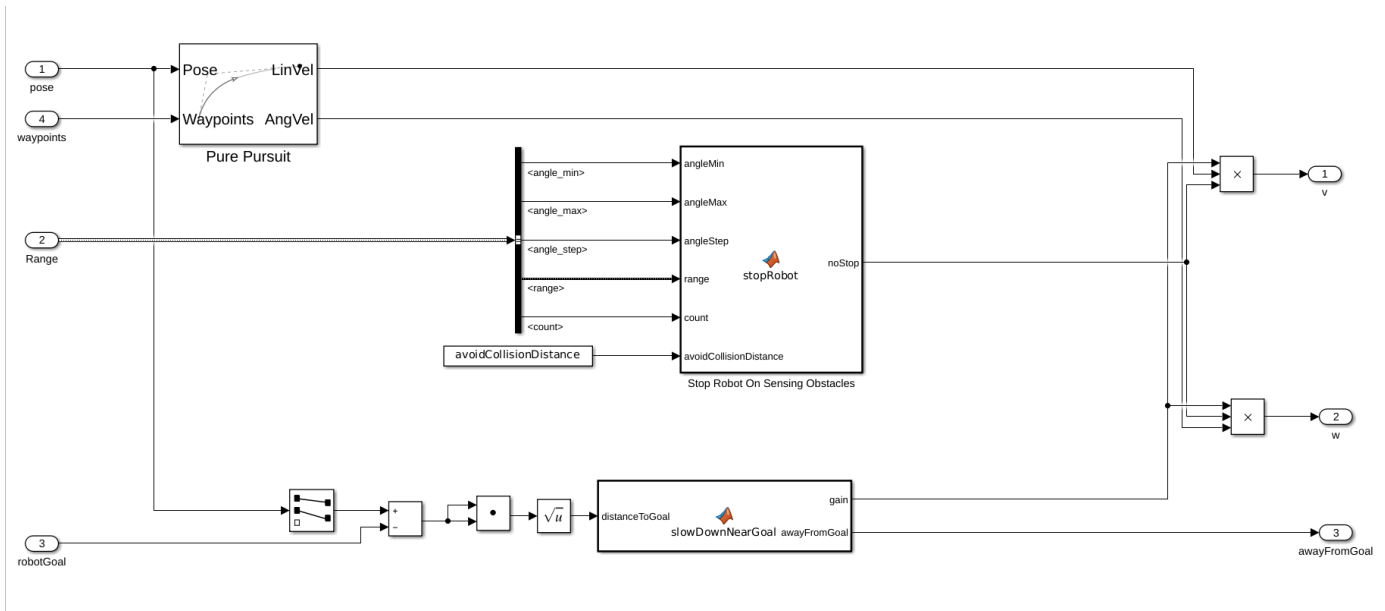 1
pose
4
waypoints
Pose LinVel
Waypoints AngVel
Pure Pursuit
2
Range
<angle_min>
<angle_max>
<angle_step>
<range>
<count>
avoidCollisionDistance
angleMin
angleMax
angleStep
range
count
avoidCollisionDistance
stopRobot
noStop
Stop Robot On Sensing Obstacles
×
1
v
×
2
w
3
robotGoal
+
−
√u
distanceToGoal
slowDownNearGoal
gain
awayFromGoal
3
awayFromGoal